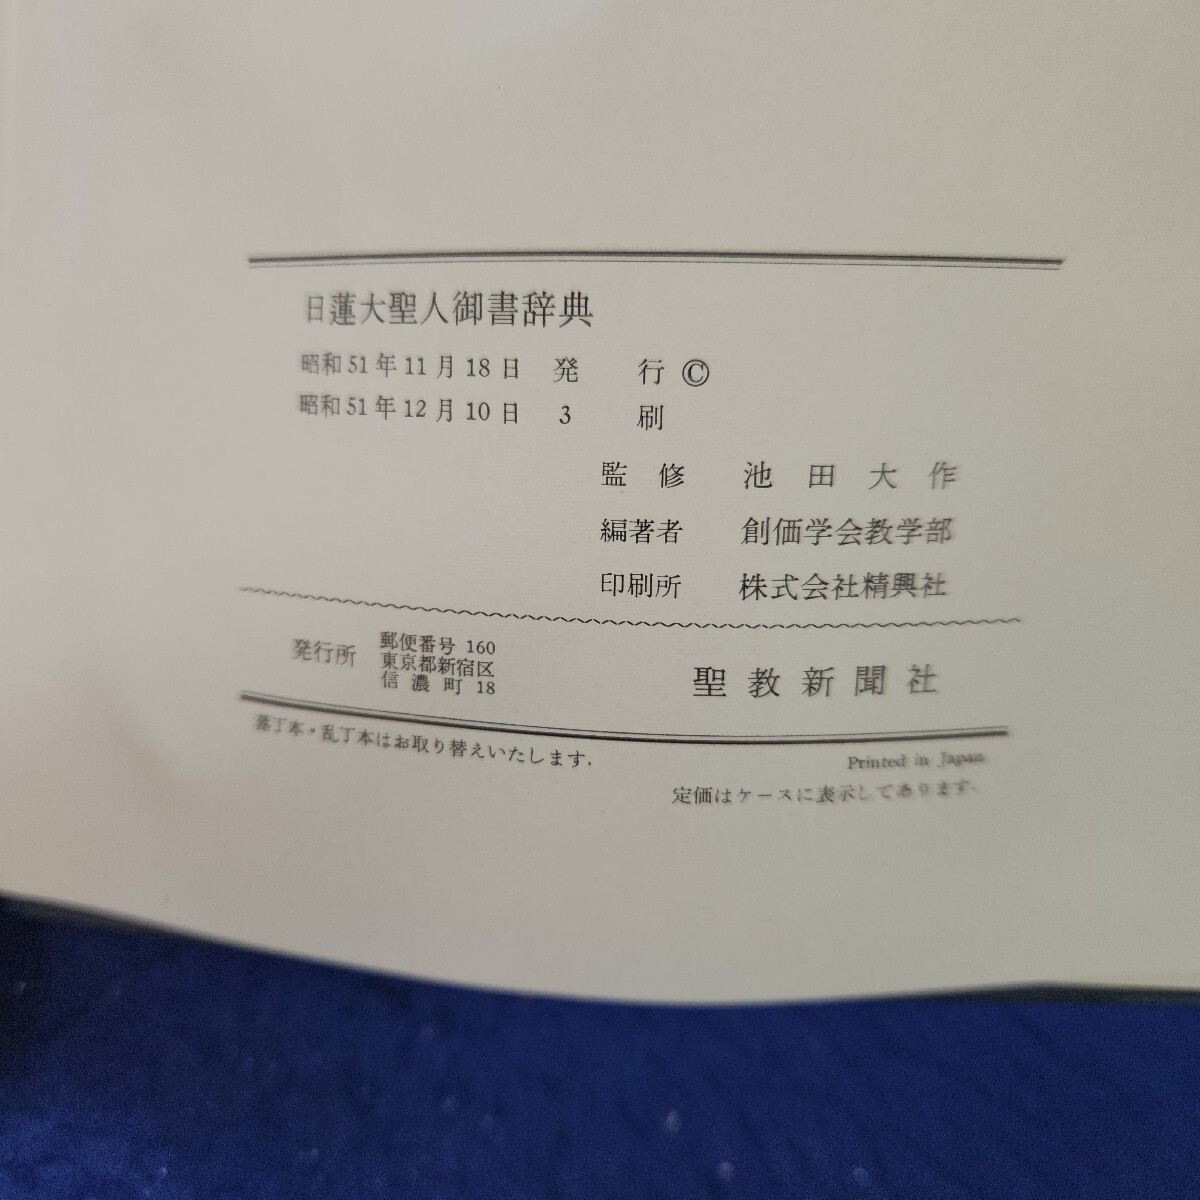 日蓮大聖人御書辞典
昭和51年11月18日 発 行 ©
昭和51年12月10日 3 刷
監 修 池 田 大 作
編著者 創価学会教学部
印刷所 株式会社精興社
発行所 郵便番号 160
東京都新宿区
信 濃 町 18
聖 教 新 聞 社
落丁本・乱丁本はお取り替えいたします.
Printed in Japan
定価はケースに表示してあります.